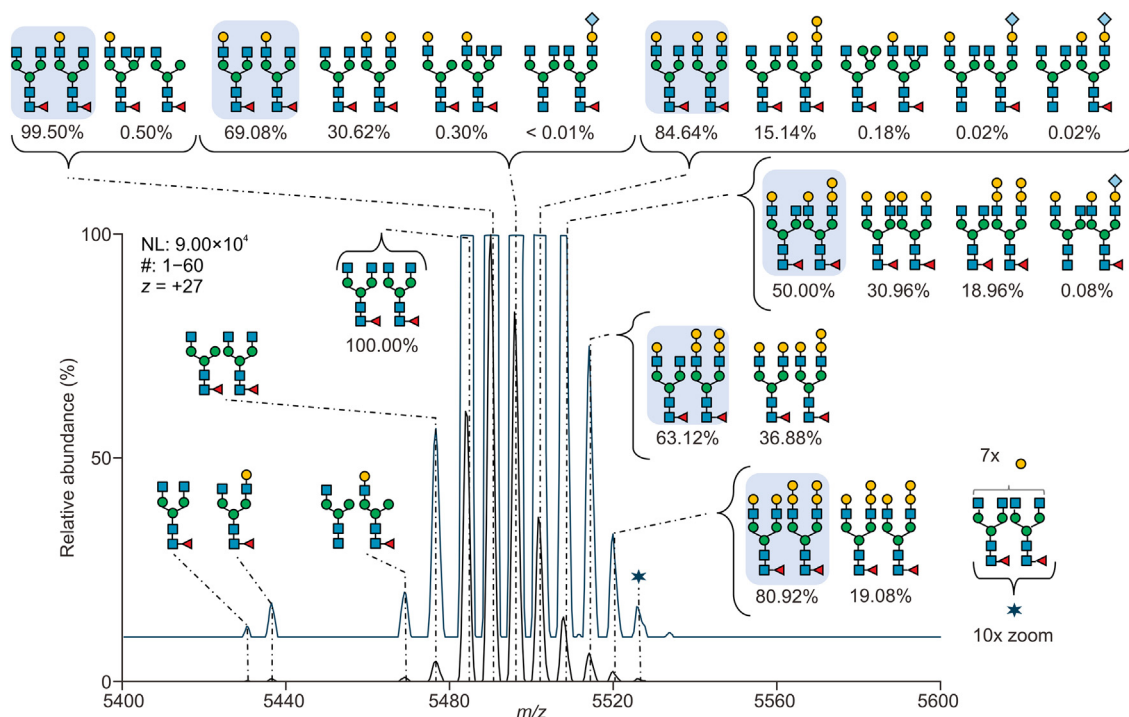 99.50% 0.50% 69.08% 30.62% 0.30% < 0.01% 84.64% 15.14% 0.18% 0.02% 0.02%
NL: 9.00×10⁴
#: 1−60
z = +27
100.00%
50.00% 30.96% 18.96% 0.08%
63.12% 36.88%
7x
80.92% 19.08%
10x zoom
Relative abundance (%)
100
50
0
5400 5440 5480 5520 5560 5600
m/z